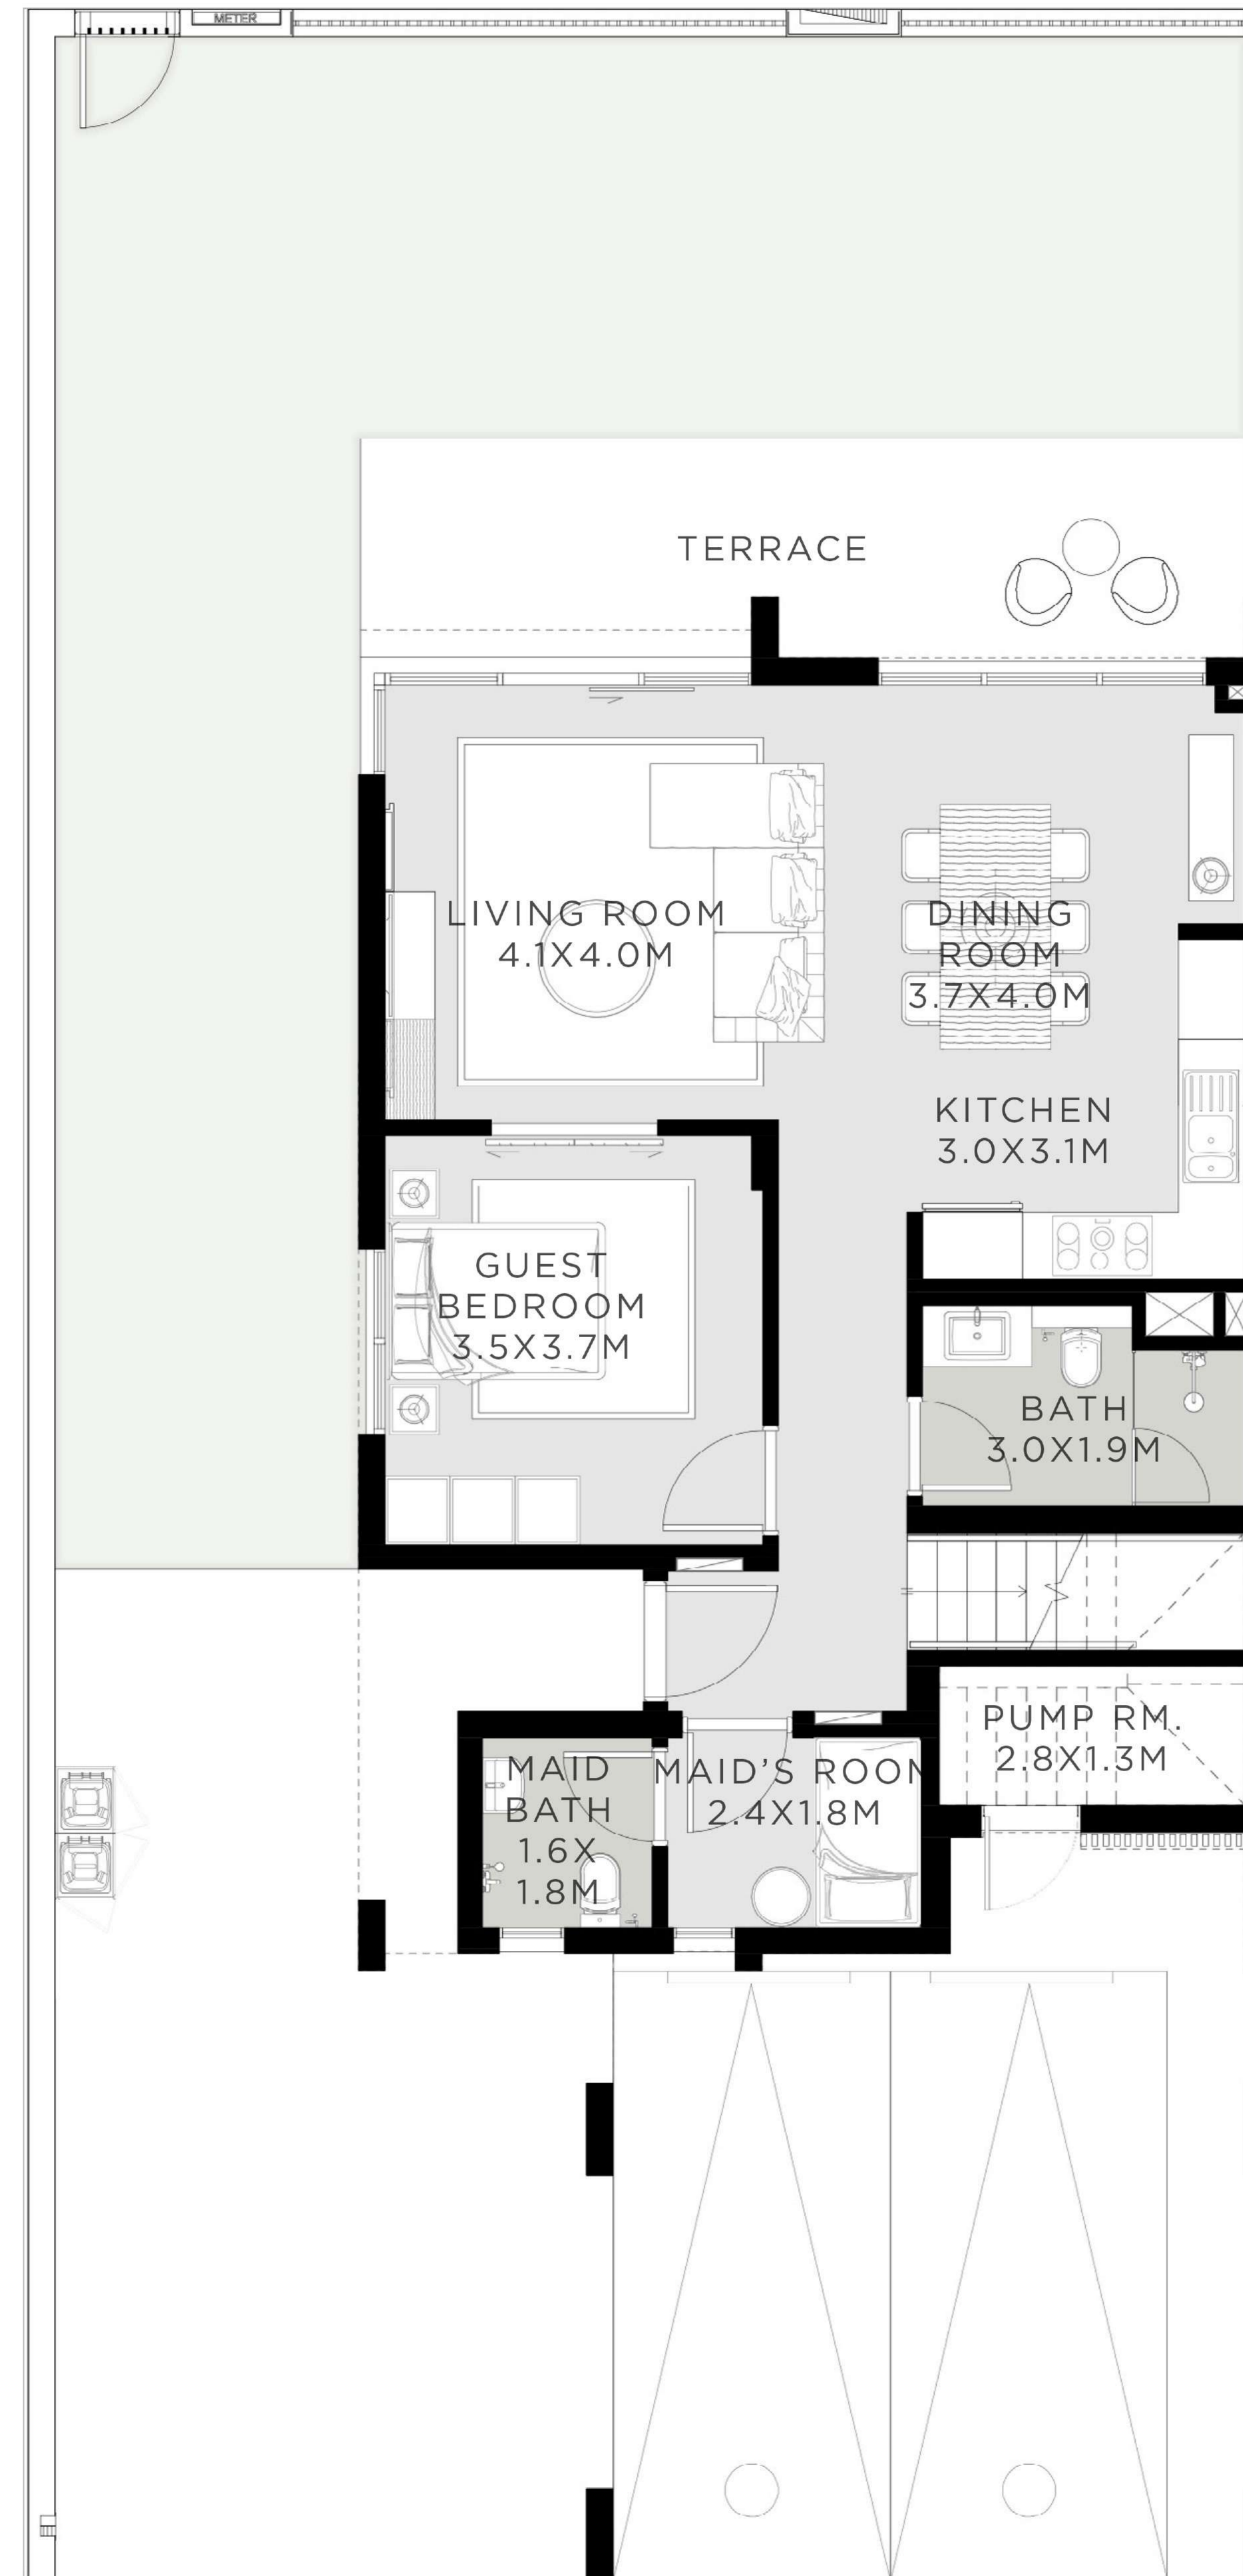 METER
TERRACE
LIVING ROOM
4.1X4.0M
DINING
ROOM
3.7X4.0M
KITCHEN
3.0X3.1M
GUEST
BEDROOM
3.5X3.7M
BATH
3.0X1.9M
PUMP RM.
2.8X1.3M
MAID
BATH
1.6X
1.8M
MAID'S ROOM
2.4X1.8M